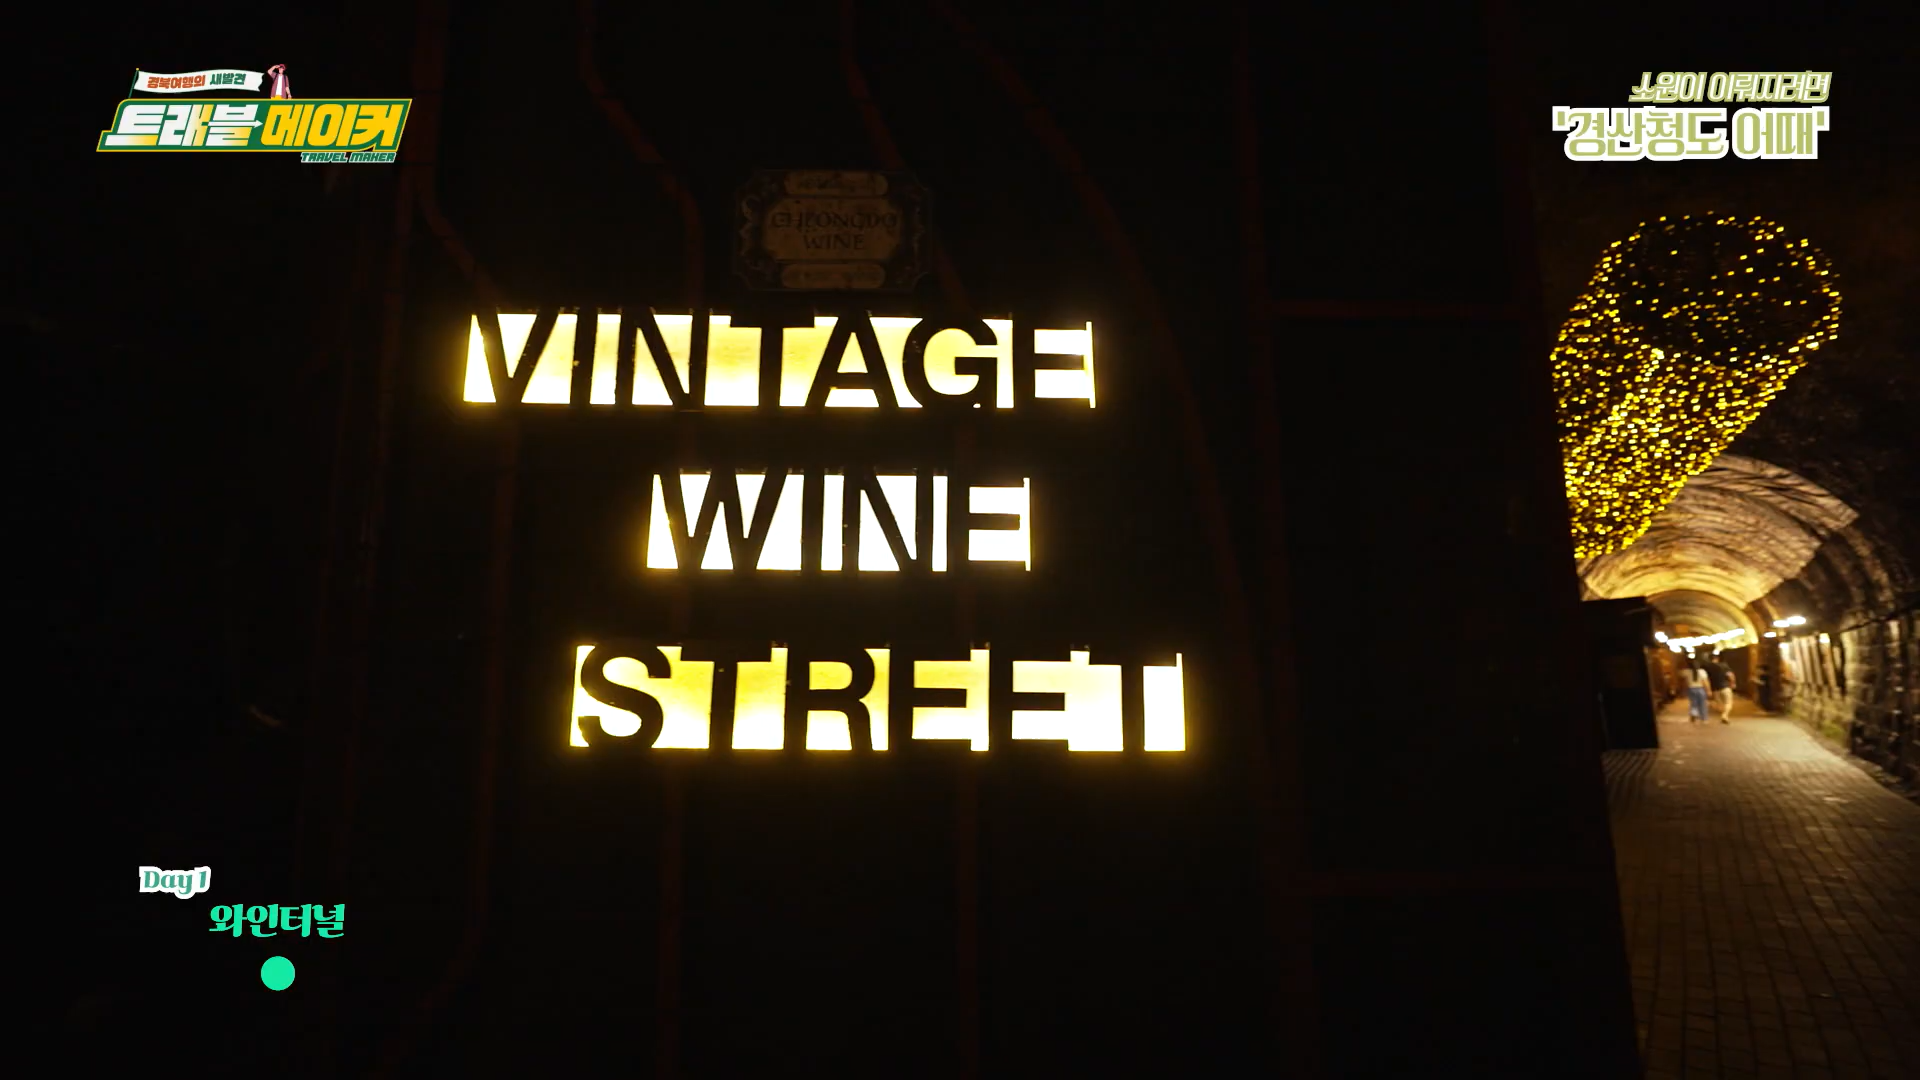 경북여행의 새발견
트래블메이커
TRAVEL MAKER
소원이 이뤄지려면
'경산청도 어때'
CHEONGDO
WINE
VINTAGE
WINE
STREET
Day 1
와인터널